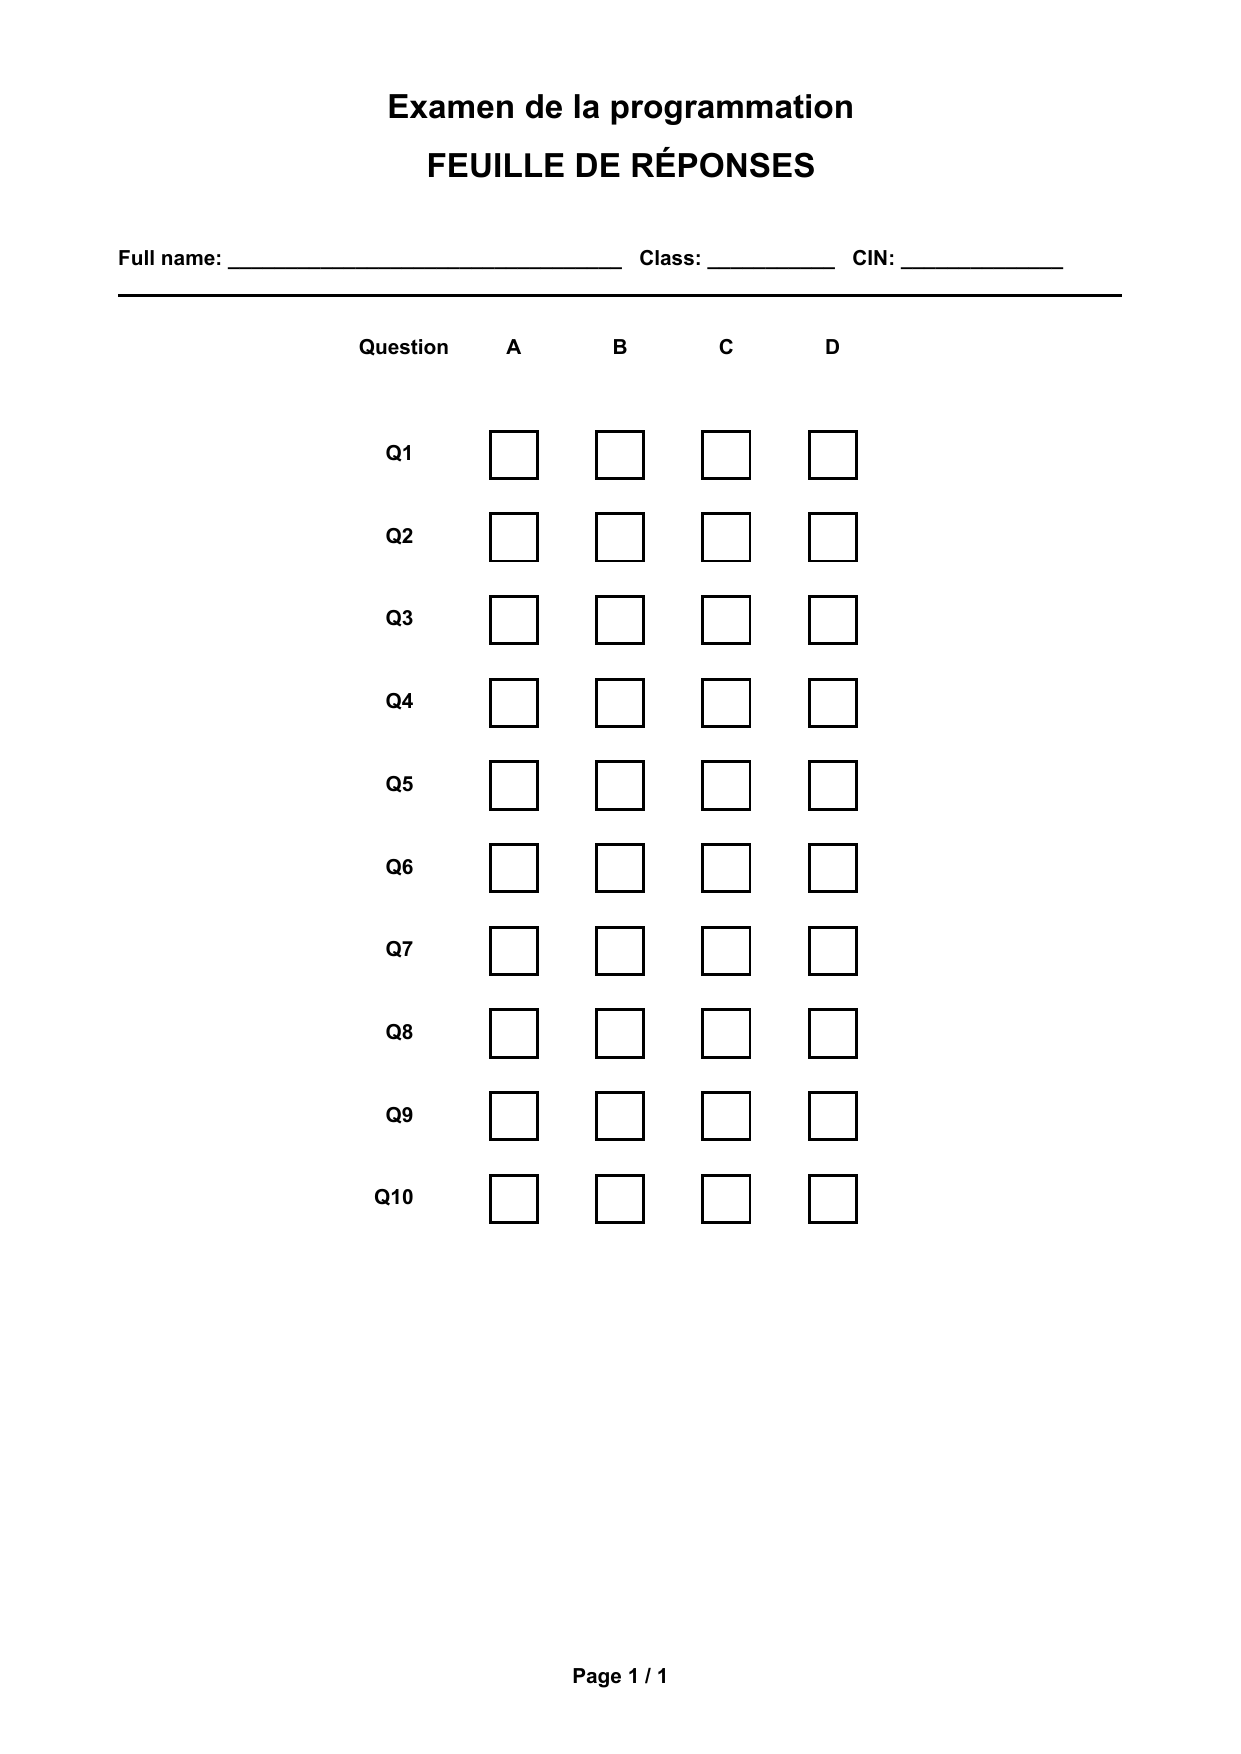 Examen de la programmation
FEUILLE DE RÉPONSES
Full name: __________________________________ Class: ___________ CIN: ______________
Question A B C D
Q1
Q2
Q3
Q4
Q5
Q6
Q7
Q8
Q9
Q10
Page 1 / 1